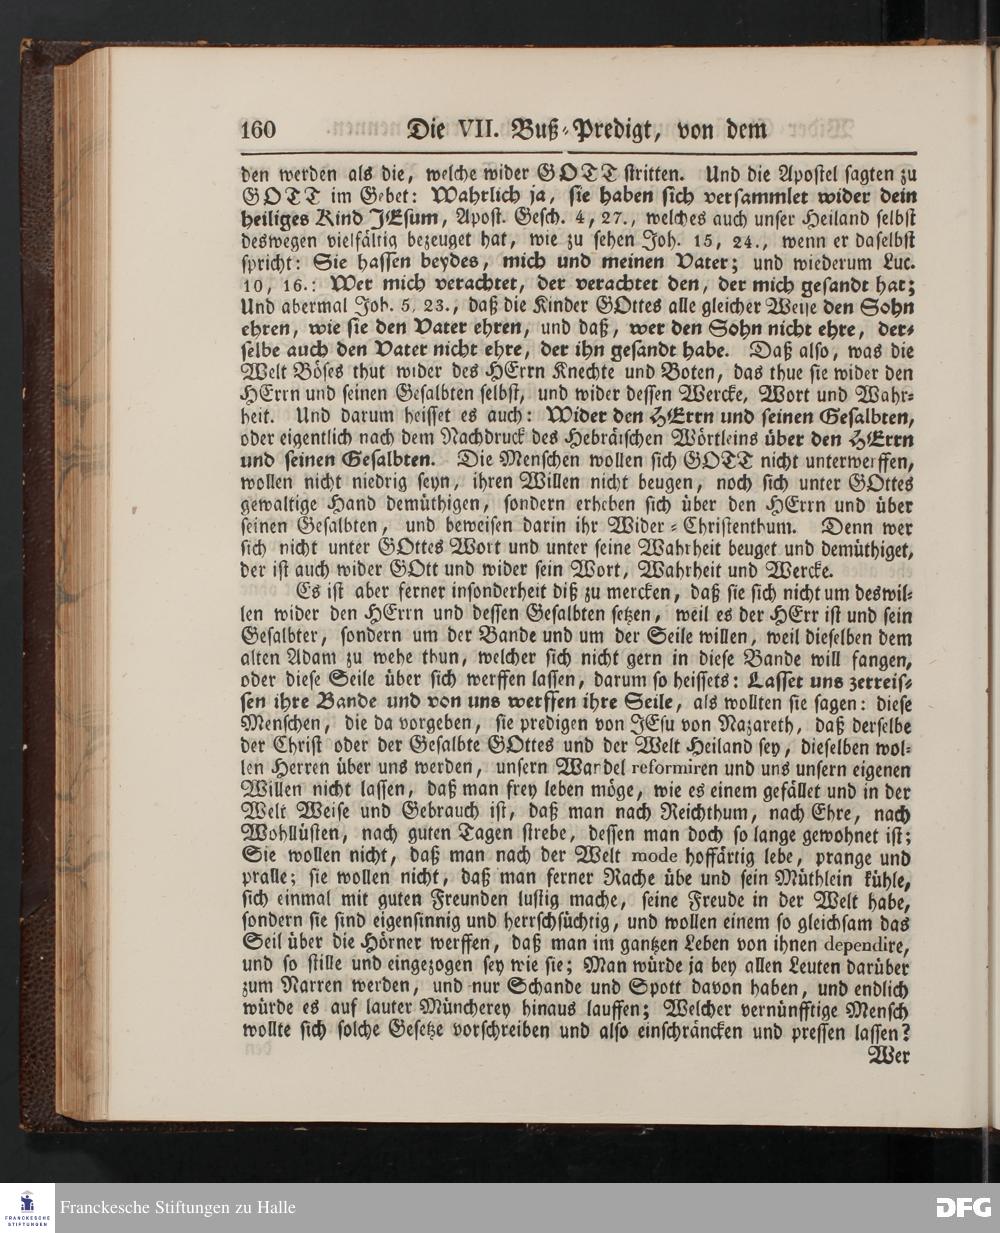 160 Die VII. Buß-Predigt, von dem
den werden als die, welche wider GOTT stritten. Und die Apostel sagten zu
GOTT im Gebet: Wahrlich ja, sie haben sich versammlet wider dein
heiliges Kind JEsum, Apost. Gesch. 4, 27., welches auch unser Heiland selbst
deswegen vielfältig bezeuget hat, wie zu sehen Joh. 15, 24., wenn er daselbst
spricht: Sie hassen beydes, mich und meinen Vater; und wiederum Luc.
10, 16.: Wer mich verachtet, der verachtet den, der mich gesandt hat;
Und abermal Joh. 5, 23., daß die Kinder GOttes alle gleicher Weise den Sohn
ehren, wie sie den Vater ehren, und daß, wer den Sohn nicht ehre, der-
selbe auch den Vater nicht ehre, der ihn gesandt habe. Daß also, was die
Welt Böses thut wider des HErrn Knechte und Boten, das thue sie wider den
HErrn und seinen Gesalbten selbst, und wider dessen Wercke, Wort und Wahr-
heit. Und darum heisset es auch: Wider den HErrn und seinen Gesalbten,
oder eigentlich nach dem Nachdruck des Hebräischen Wörtleins über den HErrn
und seinen Gesalbten. Die Menschen wollen sich GOTT nicht unterwerffen,
wollen nicht niedrig seyn, ihren Willen nicht beugen, noch sich unter GOttes
gewaltige Hand demüthigen, sondern erheben sich über den HErrn und über
seinen Gesalbten, und beweisen darin ihr Wider-Christenthum. Denn wer
sich nicht unter GOttes Wort und unter seine Wahrheit beuget und demüthiget,
der ist auch wider GOtt und wider sein Wort, Wahrheit und Wercke.
Es ist aber ferner insonderheit diß zu mercken, daß sie sich nicht um deswil-
len wider den HErrn und dessen Gesalbten setzen, weil es der HErr ist und sein
Gesalbter, sondern um der Bande und um der Seile willen, weil dieselben dem
alten Adam zu wehe thun, welcher sich nicht gern in diese Bande will fangen,
oder diese Seile über sich werffen lassen, darum so heissets: Lasset uns zerreis-
sen ihre Bande und von uns werffen ihre Seile, als wollten sie sagen: diese
Menschen, die da vorgeben, sie predigen von JEsu von Nazareth, daß derselbe
der Christ oder der Gesalbte GOttes und der Welt Heiland sey, dieselben wol-
len Herren über uns werden, unsern Wandel reformiren und uns unsern eigenen
Willen nicht lassen, daß man frey leben möge, wie es einem gefället und in der
Welt Weise und Gebrauch ist, daß man nach Reichthum, nach Ehre, nach
Wohllüsten, nach guten Tagen strebe, dessen man doch so lange gewohnet ist;
Sie wollen nicht, daß man nach der Welt mode hoffärtig lebe, prange und
pralle; sie wollen nicht, daß man ferner Rache übe und sein Müthlein kühle,
sich einmal mit guten Freunden lustig mache, seine Freude in der Welt habe,
sondern sie sind eigensinnig und herrschsüchtig, und wollen einem so gleichsam das
Seil über die Hörner werffen, daß man im gantzen Leben von ihnen dependire,
und so stille und eingezogen sey wie sie; Man würde ja bey allen Leuten darüber
zum Narren werden, und nur Schande und Spott davon haben, und endlich
würde es auf lauter Müncherey hinaus lauffen; Welcher vernünfftige Mensch
wollte sich solche Gesetze vorschreiben und also einschräncken und pressen lassen?
Wer
FRANCKESCHE
STIFTUNGEN
Franckesche Stiftungen zu Halle
DFG